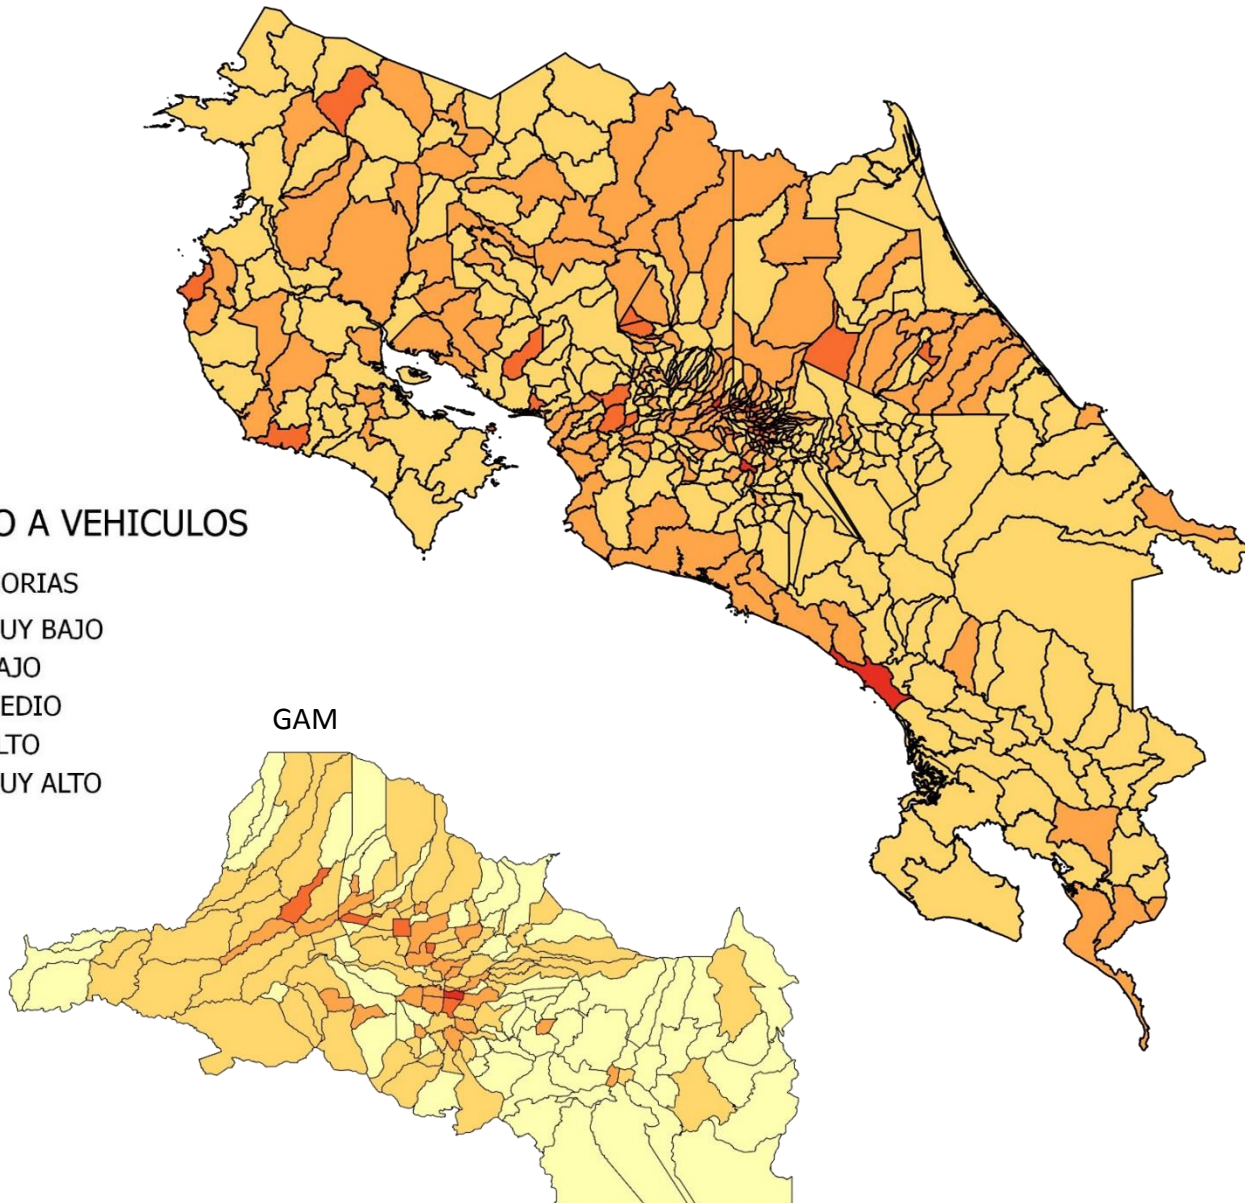 O A VEHICULOS
ORIAS
UY BAJO
AJO
EDIO
LTO
UY ALTO
GAM